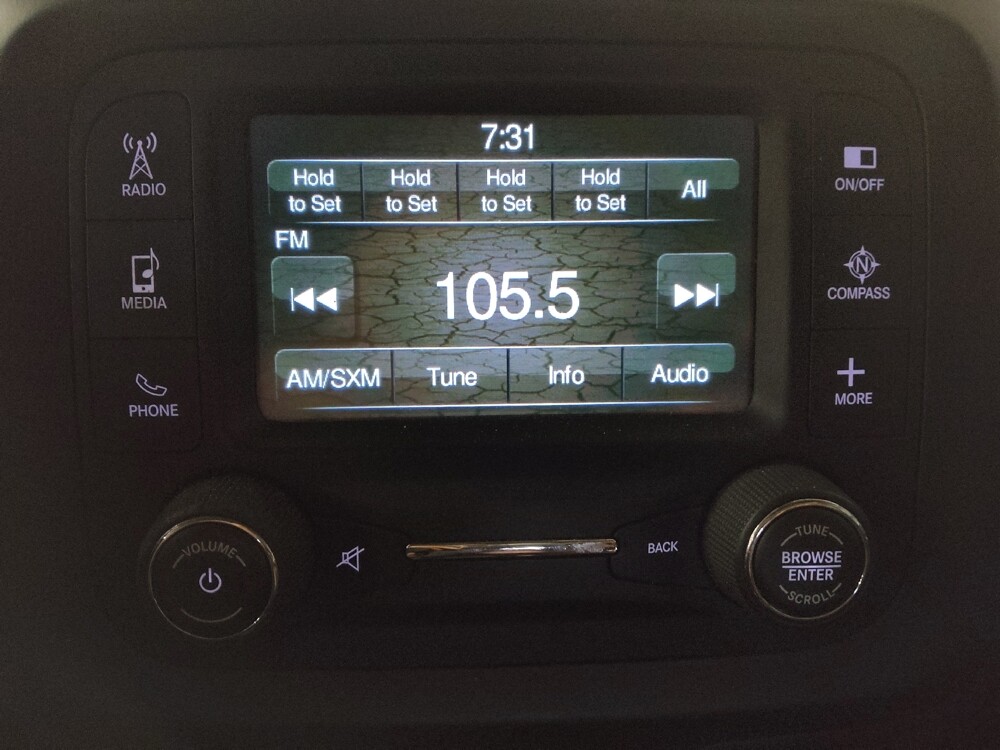 7:31
Hold to Set
Hold to Set
Hold to Set
Hold to Set
All
FM
105.5
AM/SXM
Tune
Info
Audio
RADIO
MEDIA
PHONE
ON/OFF
N
COMPASS
MORE
VOLUME
BACK
TUNE
BROWSE
ENTER
SCROLL